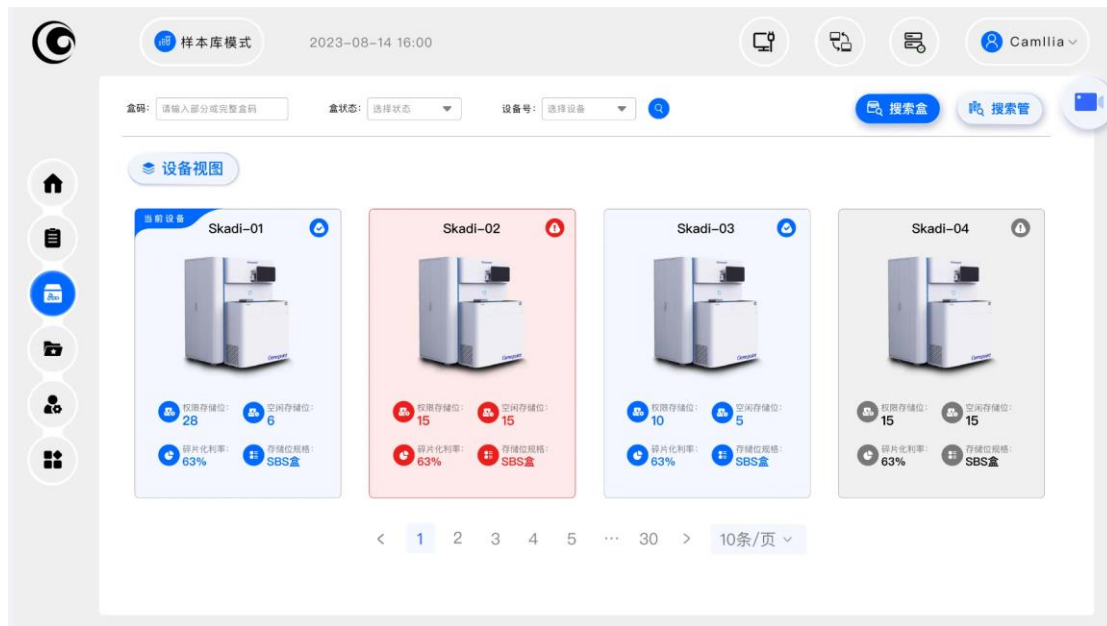 样本库模式
2023-08-14 16:00
Camllia
盒码: 请输入部分或完整盒码
盒状态: 选择状态
设备号: 选择设备
搜索盒
搜索管
设备视图
当前设备
Skadi-01
Skadi-02
Skadi-03
Skadi-04
权限存储位: 28
空闲存储位: 6
碎片化利率: 63%
存储位规格: SBS盒
权限存储位: 15
空闲存储位: 15
碎片化利率: 63%
存储位规格: SBS盒
权限存储位: 10
空闲存储位: 5
碎片化利率: 63%
存储位规格: SBS盒
权限存储位: 15
空闲存储位: 15
碎片化利率: 63%
存储位规格: SBS盒
< 1 2 3 4 5 ··· 30 > 10条/页